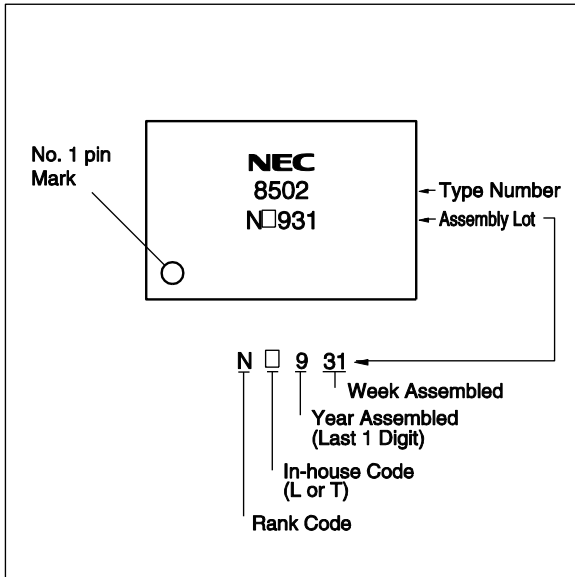 No. 1 pin
Mark
NEC
8502
N□931
Type Number
Assembly Lot
N □ 9 31
Week Assembled
Year Assembled
(Last 1 Digit)
In-house Code
(L or T)
Rank Code